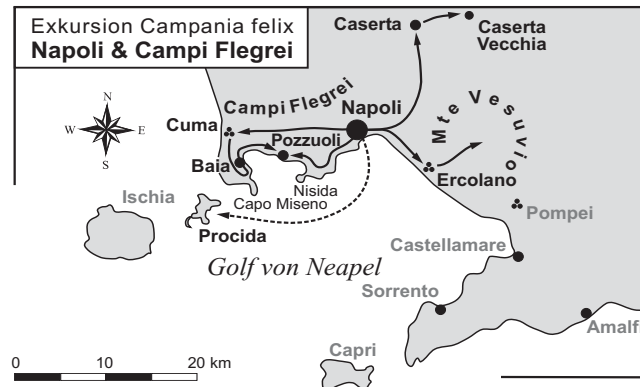 Exkursion Campania felix
Napoli & Campi Flegrei
Caserta
Caserta
Vecchia
N
W
E
S
Campi Flegrei
Napoli
Mte Vesuvio
Cuma
Pozzuoli
Baia
Ercolano
Nisida
Capo Miseno
Ischia
Procida
Pompei
Golf von Neapel
Castellamare
Sorrento
Amalfi
Capri
0 10 20 km